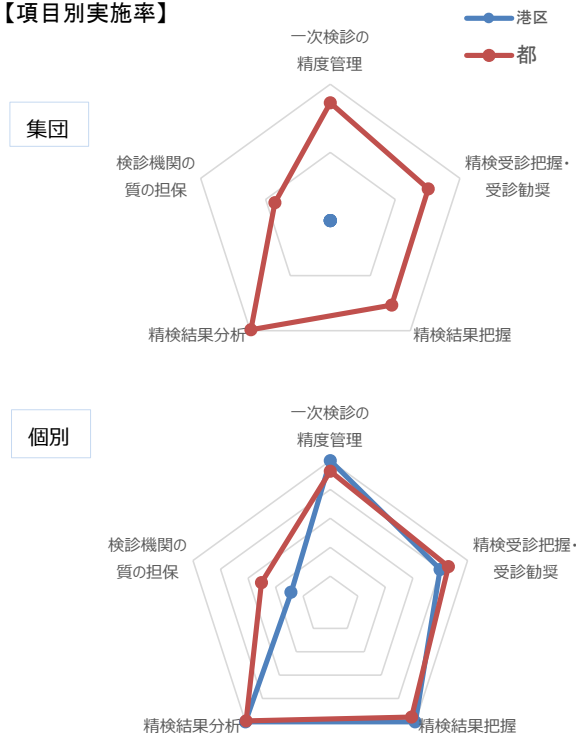 【項目別実施率】
港区
都
集団
一次検診の
精度管理
精検受診把握・
受診勧奨
精検結果把握
精検結果分析
検診機関の
質の担保
個別
一次検診の
精度管理
精検受診把握・
受診勧奨
精検結果把握
精検結果分析
検診機関の
質の担保